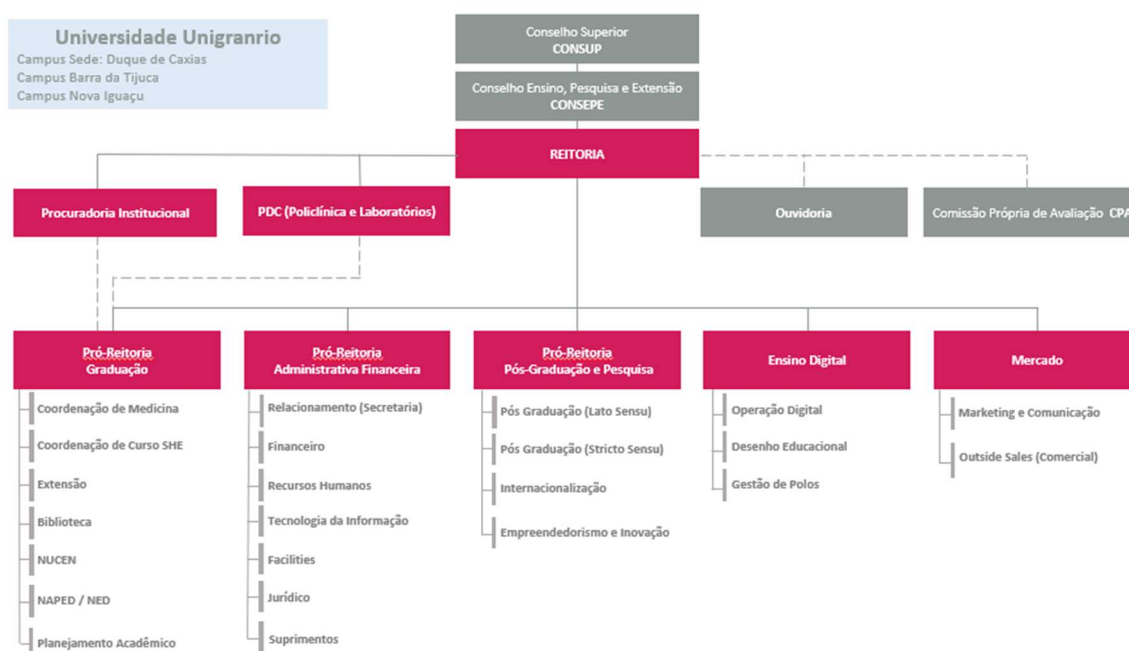 Universidade Unigranrio
Campus Sede: Duque de Caxias
Campus Barra da Tijuca
Campus Nova Iguaçu
Conselho Superior
CONSUP
Conselho Ensino, Pesquisa e Extensão
CONSEPE
REITORIA
Procuradoria Institucional
PDC (Policlínica e Laboratórios)
Ouvidoria
Comissão Própria de Avaliação CPA
Pró-Reitoria
Graduação
Coordenação de Medicina
Coordenação de Curso SHE
Extensão
Biblioteca
NUCEN
NAPED / NED
Planejamento Acadêmico
Pró-Reitoria
Administrativa Financeira
Relacionamento (Secretaria)
Financeiro
Recursos Humanos
Tecnologia da Informação
Facilities
Jurídico
Suprimentos
Pró-Reitoria
Pós-Graduação e Pesquisa
Pós Graduação (Lato Sensu)
Pós Graduação (Stricto Sensu)
Internacionalização
Empreendedorismo e Inovação
Ensino Digital
Operação Digital
Desenho Educacional
Gestão de Polos
Mercado
Marketing e Comunicação
Outside Sales (Comercial)